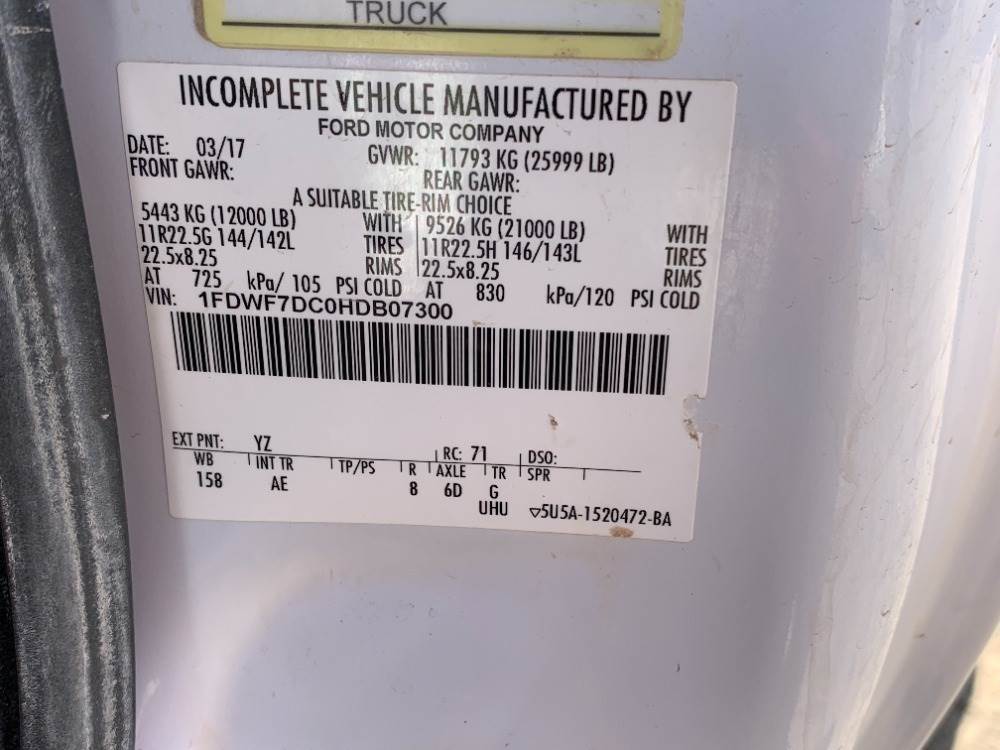 TRUCK
INCOMPLETE VEHICLE MANUFACTURED BY
FORD MOTOR COMPANY
DATE: 03/17 GVWR: 11793 KG (25999 LB)
FRONT GAWR: REAR GAWR:
A SUITABLE TIRE-RIM CHOICE
5443 KG (12000 LB) WITH 9526 KG (21000 LB) WITH
11R22.5G 144/142L TIRES 11R22.5H 146/143L TIRES
22.5x8.25 RIMS 22.5x8.25 RIMS
AT 725 kPa/ 105 PSI COLD AT 830 kPa/120 PSI COLD
VIN: 1FDWF7DC0HDB07300
EXT PNT: YZ RC: 71 DSO:
WB INT TR TP/PS R AXLE TR SPR
158 AE 8 6D G
UHU ▽5U5A-1520472-BA